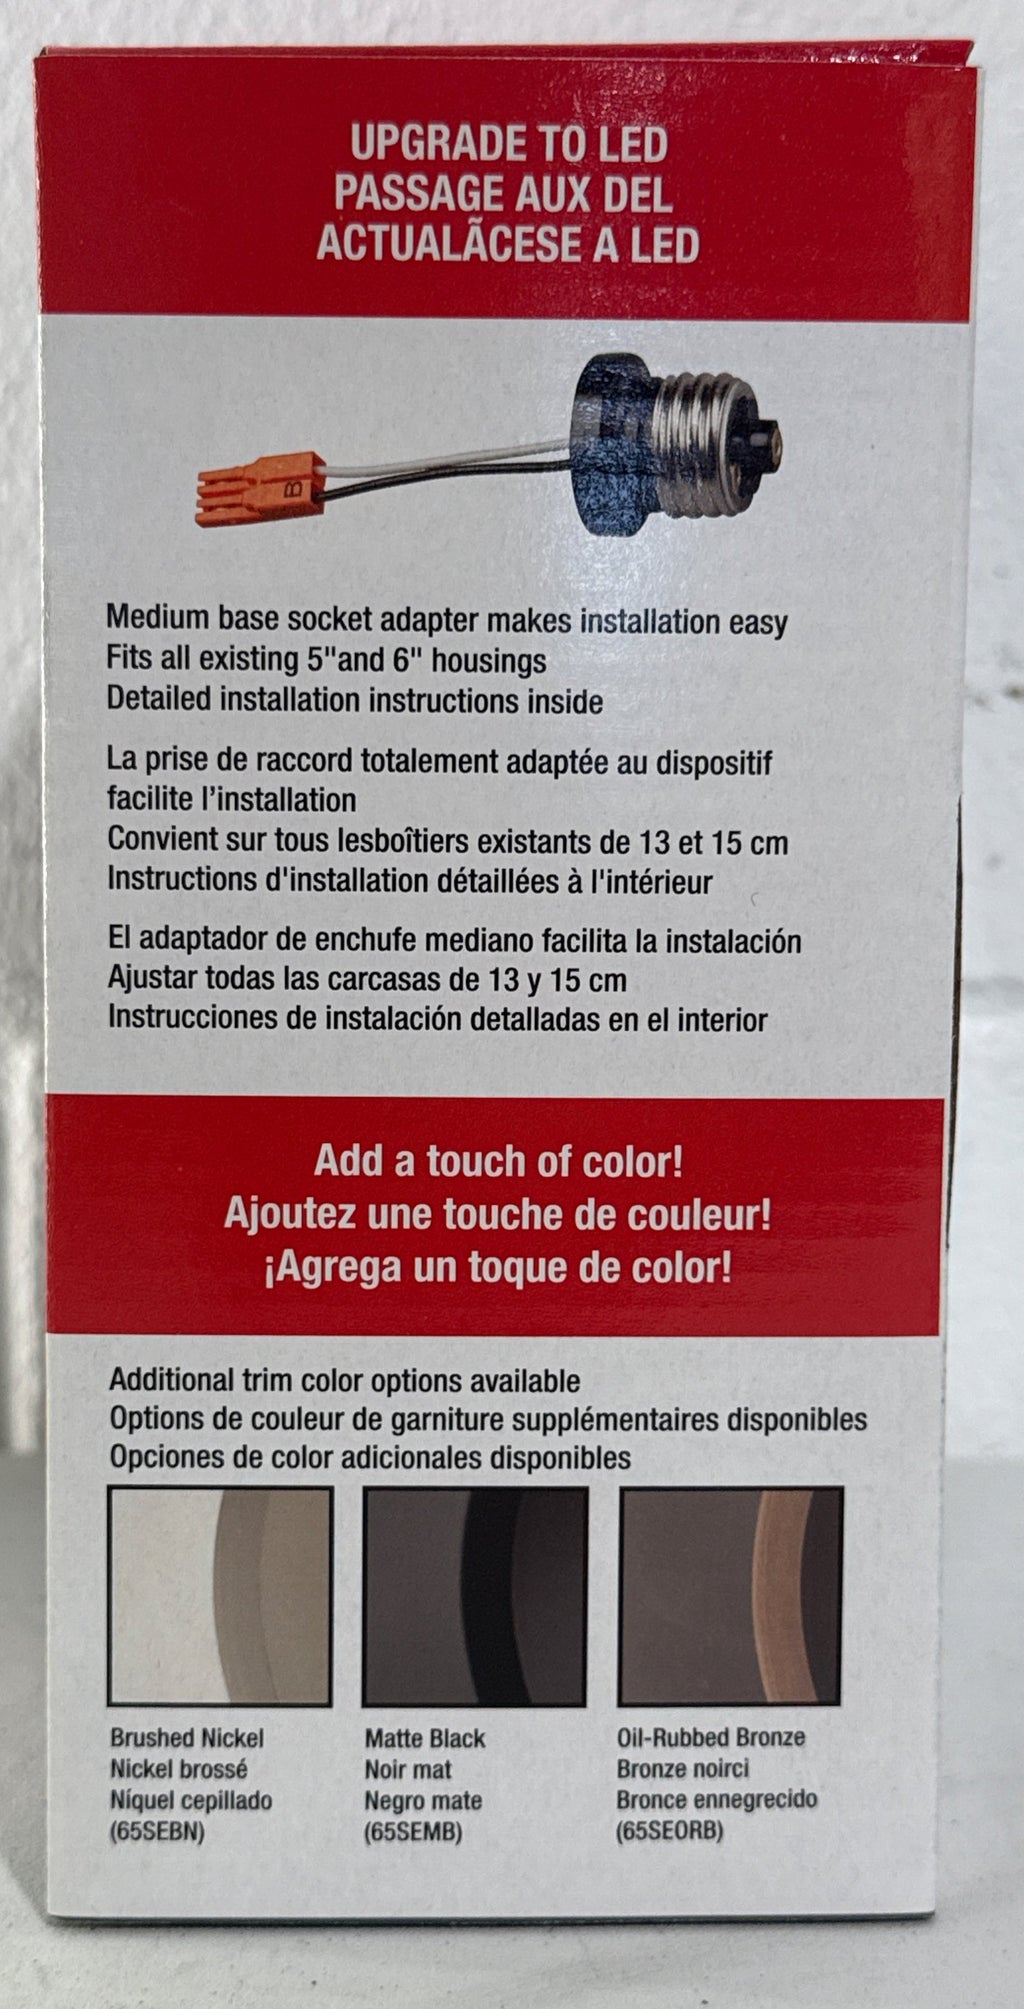 UPGRADE TO LED
PASSAGE AUX DEL
ACTUALÃCESE A LED
B
Medium base socket adapter makes installation easy
Fits all existing 5"and 6" housings
Detailed installation instructions inside
La prise de raccord totalement adaptée au dispositif
facilite l'installation
Convient sur tous lesboîtiers existants de 13 et 15 cm
Instructions d'installation détaillées à l'intérieur
El adaptador de enchufe mediano facilita la instalación
Ajustar todas las carcasas de 13 y 15 cm
Instrucciones de instalación detalladas en el interior
Add a touch of color!
Ajoutez une touche de couleur!
¡Agrega un toque de color!
Additional trim color options available
Options de couleur de garniture supplémentaires disponibles
Opciones de color adicionales disponibles
Brushed Nickel
Nickel brossé
Níquel cepillado
(65SEBN)
Matte Black
Noir mat
Negro mate
(65SEMB)
Oil-Rubbed Bronze
Bronze noirci
Bronce ennegrecido
(65SEORB)